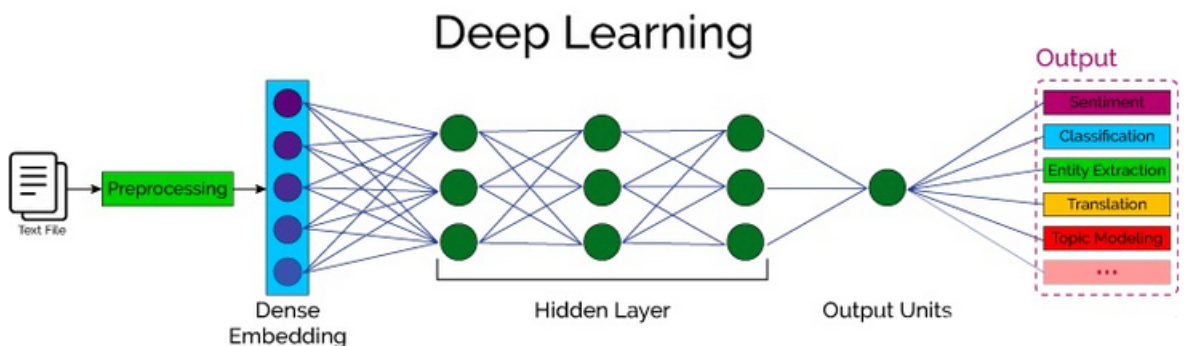 Deep Learning
Text File
Preprocessing
Dense
Embedding
Hidden Layer
Output Units
Output
Sentiment
Classification
Entity Extraction
Translation
Topic Modeling
...